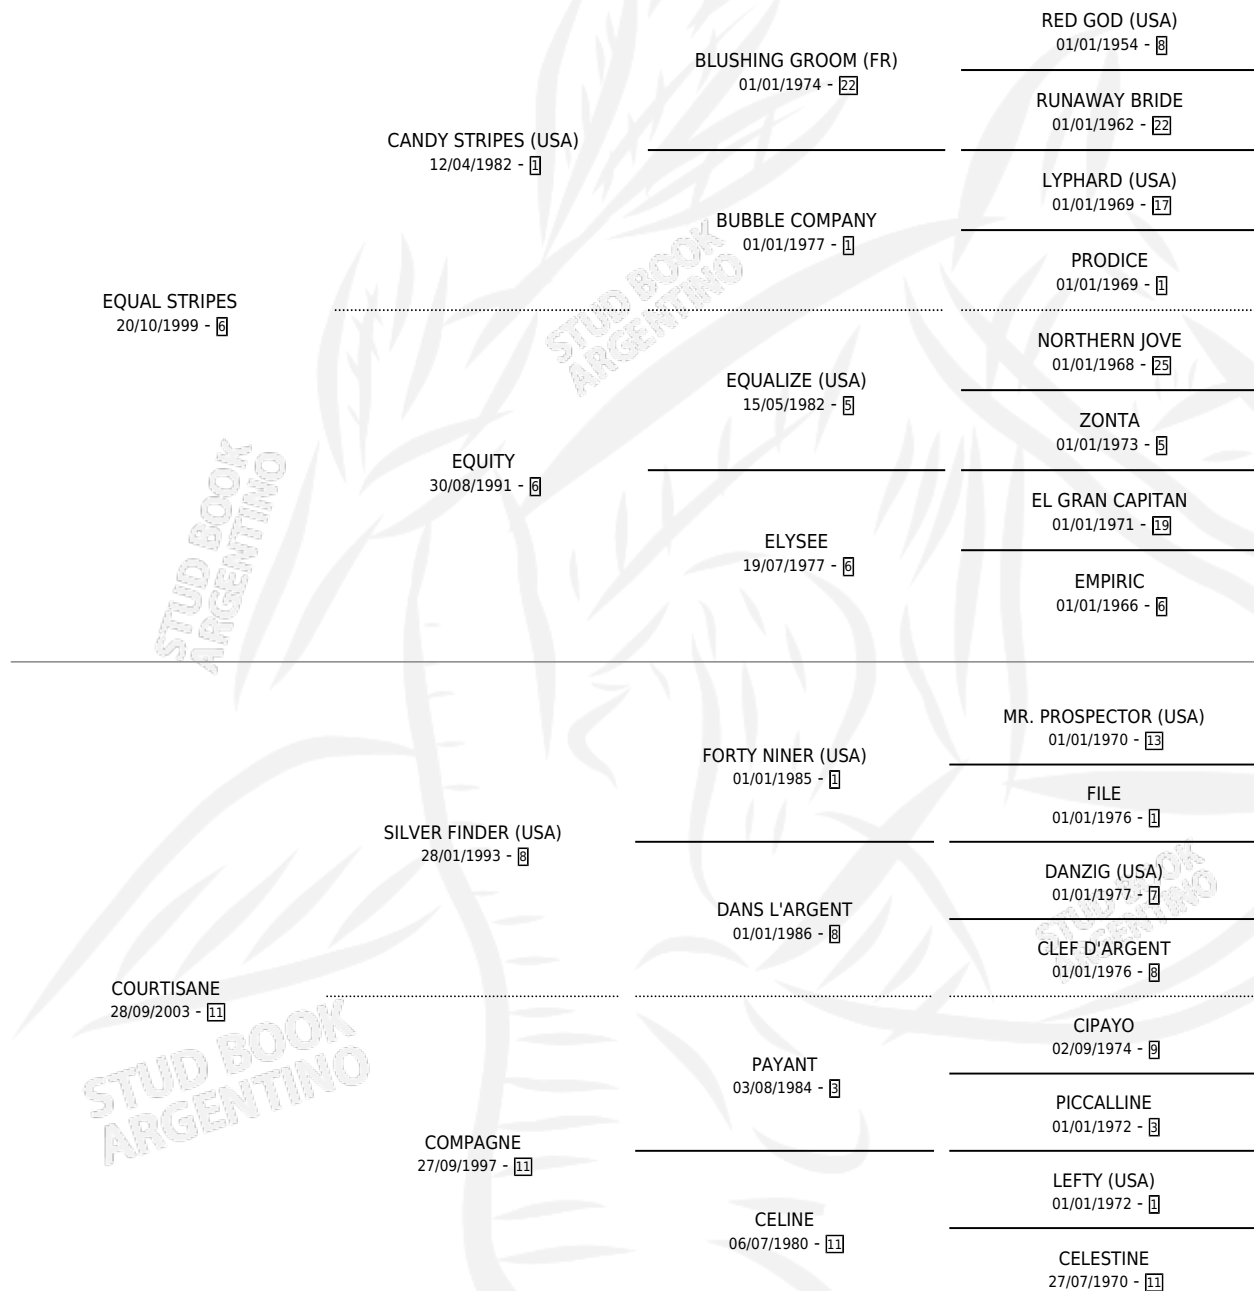 RED GOD (USA)
01/01/1954 - 8
BLUSHING GROOM (FR)
01/01/1974 - 22
RUNAWAY BRIDE
01/01/1962 - 22
CANDY STRIPES (USA)
12/04/1982 - 1
LYPHARD (USA)
01/01/1969 - 17
BUBBLE COMPANY
01/01/1977 - 1
PRODICE
01/01/1969 - 1
EQUAL STRIPES
20/10/1999 - 6
NORTHERN JOVE
01/01/1968 - 25
EQUALIZE (USA)
15/05/1982 - 5
ZONTA
01/01/1973 - 5
EQUITY
30/08/1991 - 6
EL GRAN CAPITAN
01/01/1971 - 19
ELYSEE
19/07/1977 - 6
EMPIRIC
01/01/1966 - 6
MR. PROSPECTOR (USA)
01/01/1970 - 13
FORTY NINER (USA)
01/01/1985 - 1
FILE
01/01/1976 - 1
SILVER FINDER (USA)
28/01/1993 - 8
DANZIG (USA)
01/01/1977 - 7
DANS L'ARGENT
01/01/1986 - 8
CLEF D'ARGENT
01/01/1976 - 8
COURTISANE
28/09/2003 - 11
CIPAYO
02/09/1974 - 9
PAYANT
03/08/1984 - 3
PICCALLINE
01/01/1972 - 3
COMPAGNE
27/09/1997 - 11
LEFTY (USA)
01/01/1972 - 1
CELINE
06/07/1980 - 11
CELESTINE
27/07/1970 - 11
STUD BOOK
ARGENTINO
STUD BOOK
ARGENTINO
STUD BOOK
ARGENTINO
STUD BOOK
ARGENTINO